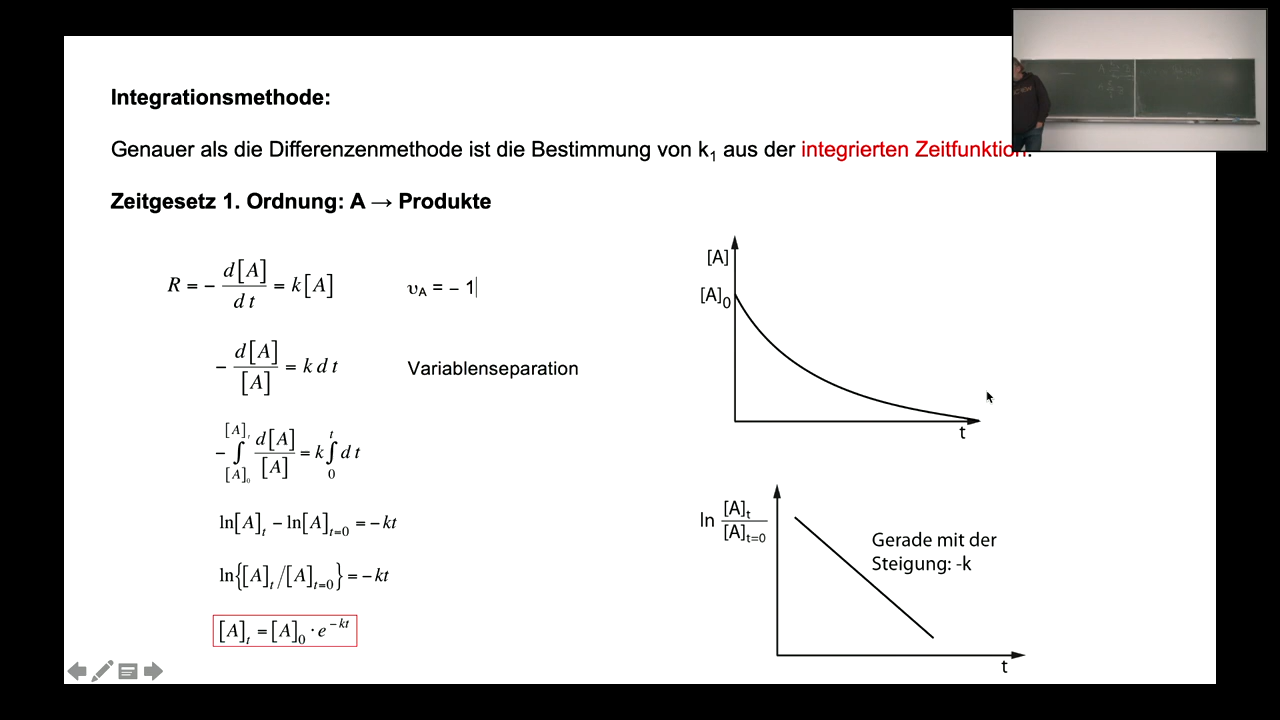 Integrationsmethode:
Genauer als die Differenzenmethode ist die Bestimmung von k₁ aus der integrierten Zeitfunktion.
Zeitgesetz 1. Ordnung: A → Produkte
R = − d[A]/dt = k[A]
υ_A = − 1
− d[A]/[A] = k dt
Variablenseparation
−∫_{[A]₀}^{[A]_t} d[A]/[A] = k∫_0^t dt
ln[A]_t − ln[A]_{t=0} = −kt
ln{[A]_t/[A]_{t=0}} = −kt
[A]_t = [A]₀ · e^{−kt}
[A]
[A]₀
t
ln [A]t/[A]t=0
Gerade mit der
Steigung: -k
t